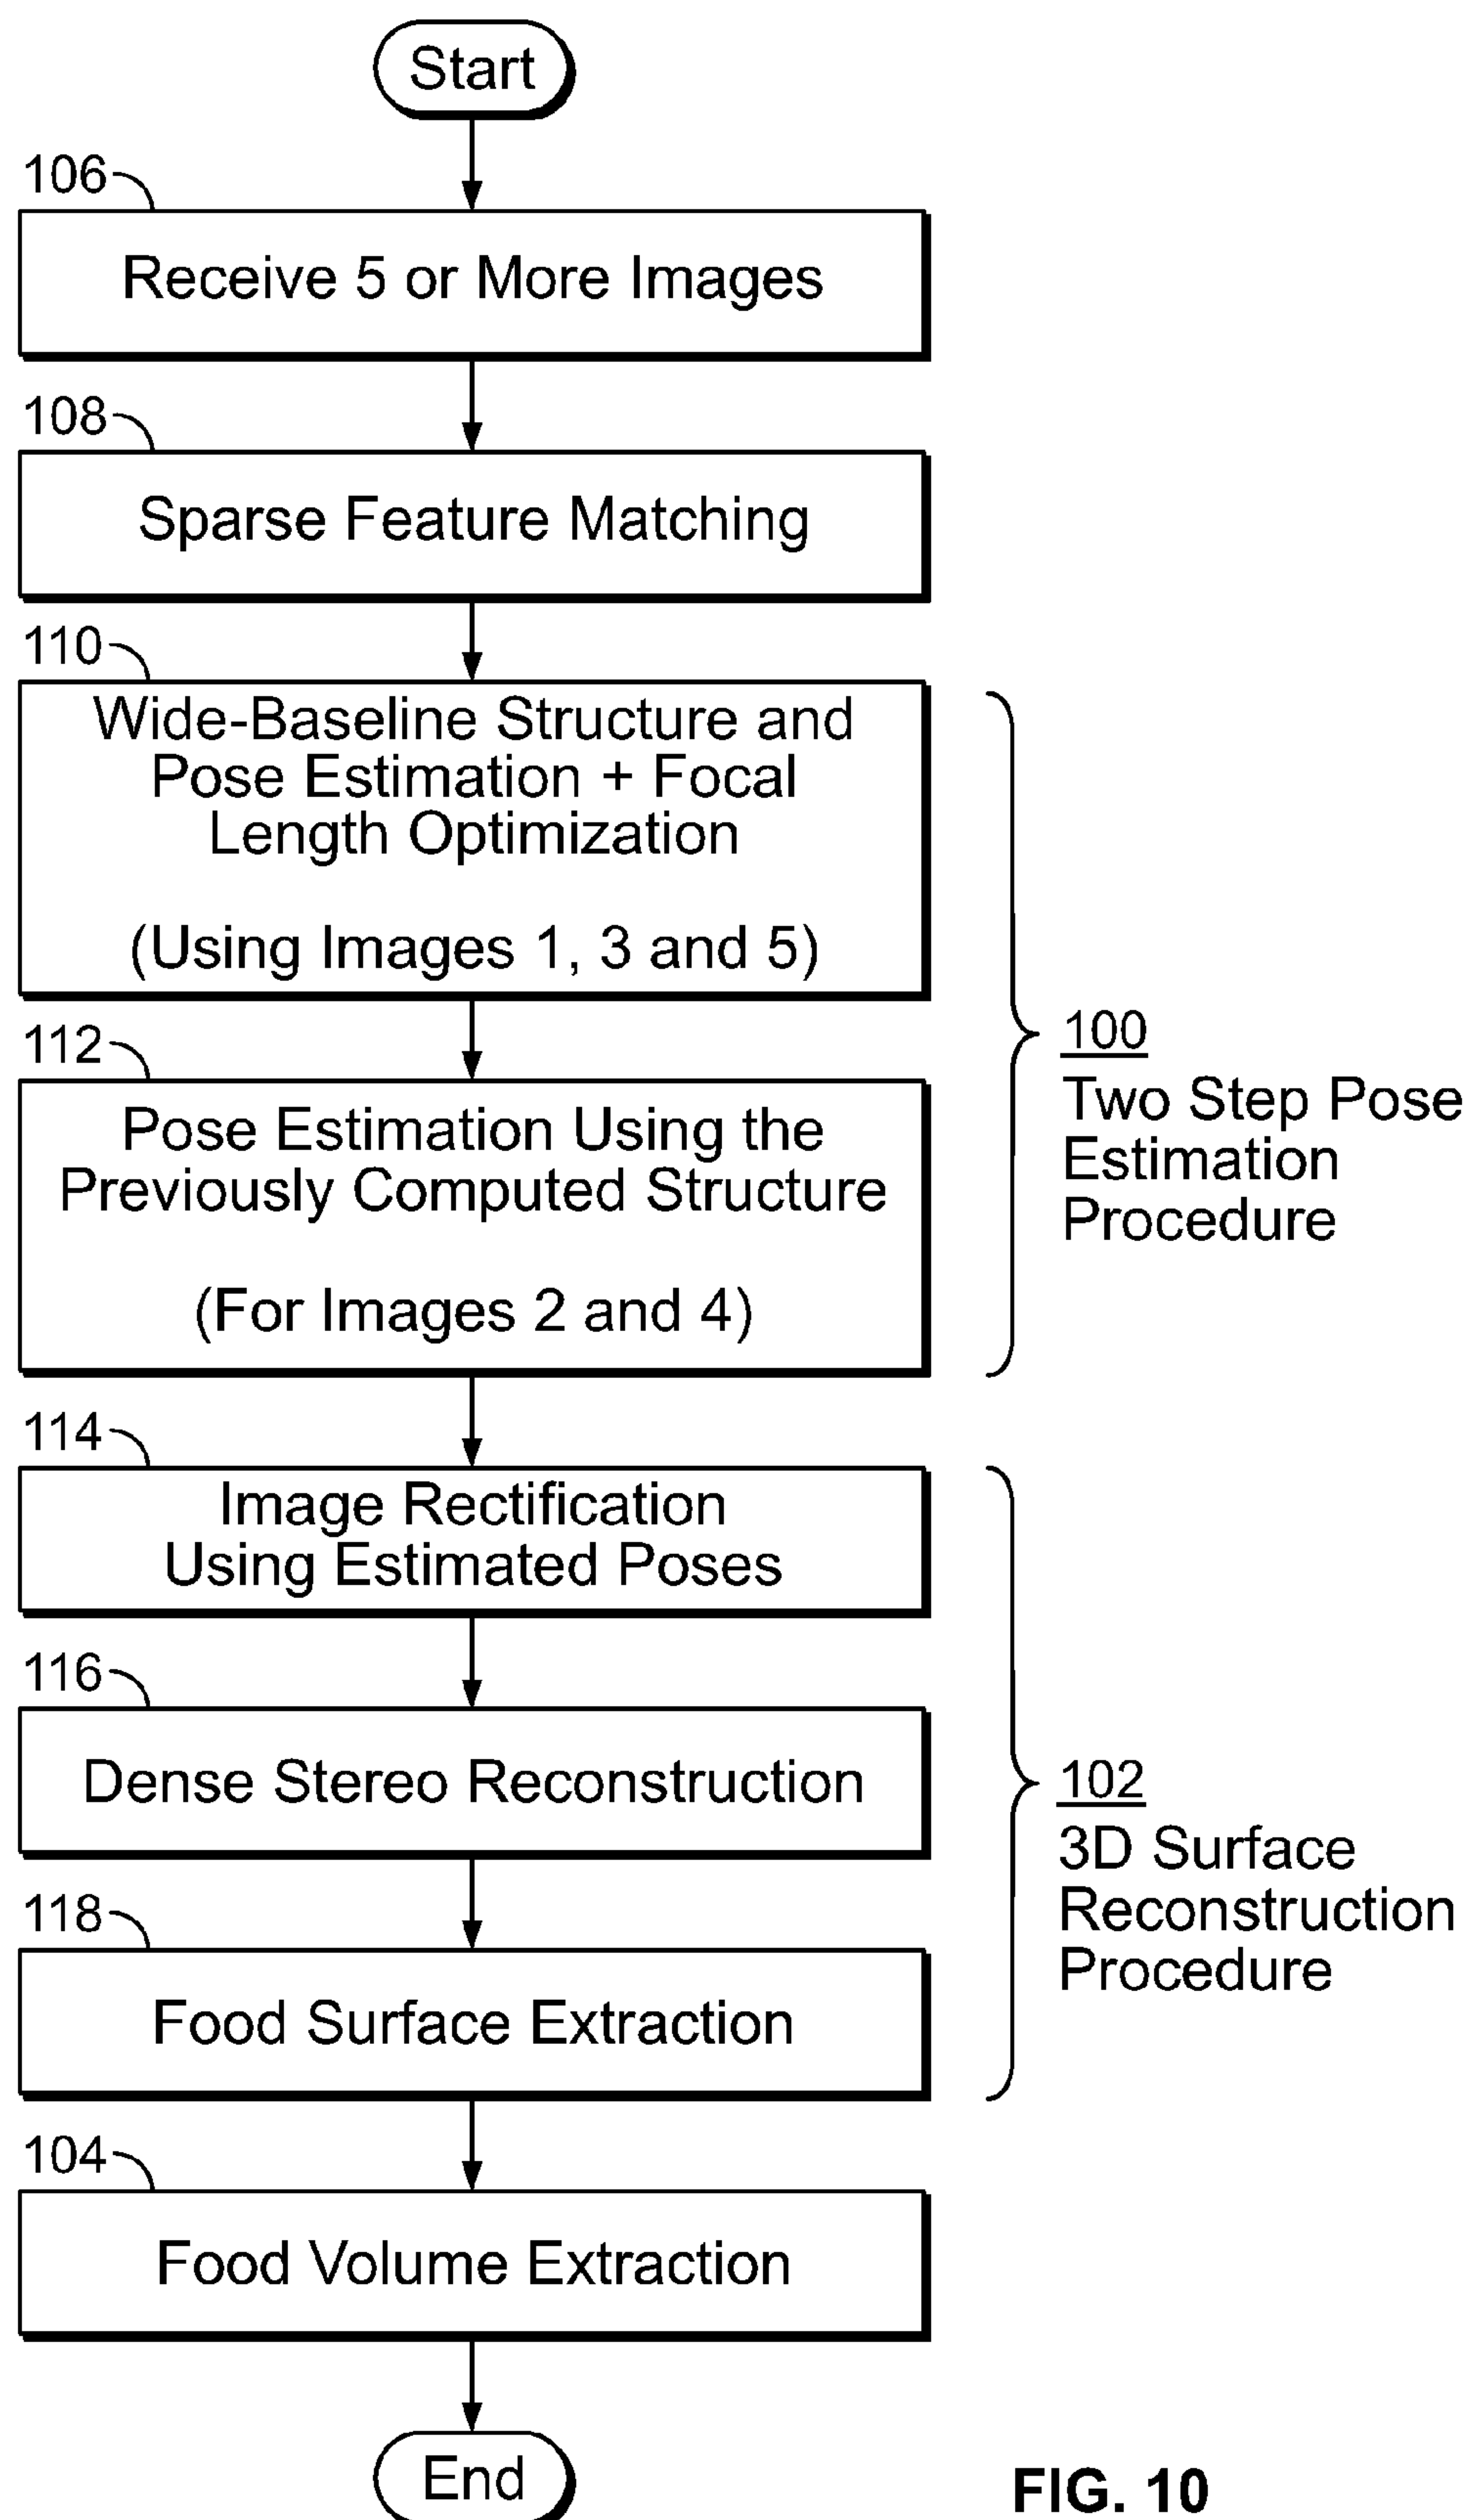 Start
106
Receive 5 or More Images
108
Sparse Feature Matching
110
Wide-Baseline Structure and
Pose Estimation + Focal
Length Optimization
(Using Images 1, 3 and 5)
112
Pose Estimation Using the
Previously Computed Structure
(For Images 2 and 4)
100
Two Step Pose
Estimation
Procedure
114
Image Rectification
Using Estimated Poses
116
Dense Stereo Reconstruction
118
Food Surface Extraction
102
3D Surface
Reconstruction
Procedure
104
Food Volume Extraction
End
FIG. 10